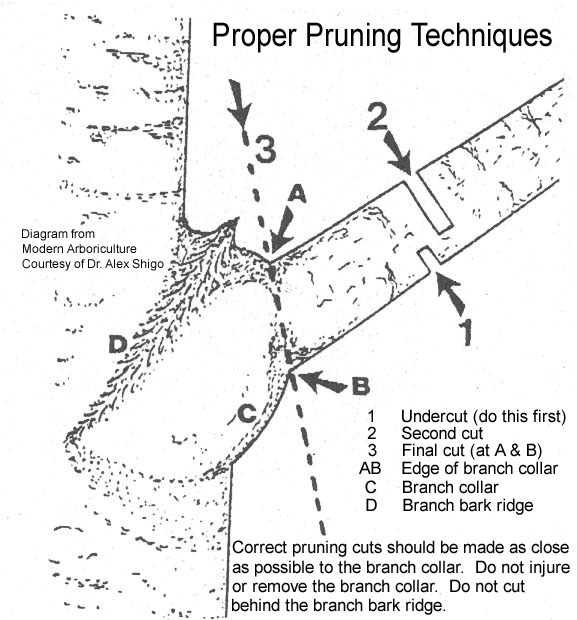 Proper Pruning Techniques
2
3
A
Diagram from
Modern Arboriculture
Courtesy of Dr. Alex Shigo
1
D
B
C
1 Undercut (do this first)
2 Second cut
3 Final cut (at A & B)
AB Edge of branch collar
C Branch collar
D Branch bark ridge
Correct pruning cuts should be made as close
as possible to the branch collar. Do not injure
or remove the branch collar. Do not cut
behind the branch bark ridge.